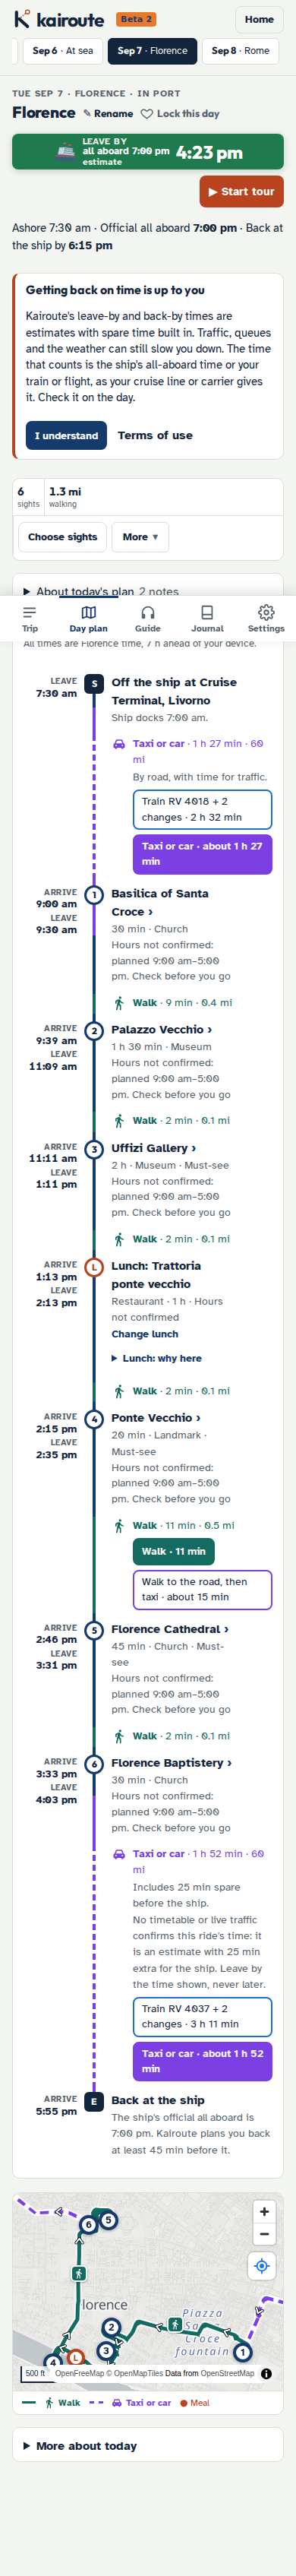 kairoute Beta 2 Home
Sep 6 · At sea Sep 7 · Florence Sep 8 · Rome
TUE SEP 7 · FLORENCE · IN PORT
Florence ✎ Rename Lock this day
LEAVE BY
all aboard 7:00 pm
estimate
4:23 pm
▶ Start tour
Ashore 7:30 am · Official all aboard 7:00 pm · Back at
the ship by 6:15 pm
Getting back on time is up to you
Kairoute's leave-by and back-by times are
estimates with spare time built in. Traffic, queues
and the weather can still slow you down. The time
that counts is the ship's all-aboard time or your
train or flight, as your cruise line or carrier gives
it. Check it on the day.
I understand Terms of use
6
sights
1.3 mi
walking
Choose sights More ▾
▶ About today's plan 2 notes
Trip Day plan Guide Journal Settings
All times are Florence time, 7 h ahead of your device.
LEAVE
7:30 am
S
Off the ship at Cruise
Terminal, Livorno
Ship docks 7:00 am.
Taxi or car · 1 h 27 min · 60
mi
By road, with time for traffic.
Train RV 4018 + 2
changes · 2 h 32 min
Taxi or car · about 1 h 27
min
ARRIVE
9:00 am
LEAVE
9:30 am
1
Basilica of Santa
Croce ›
30 min · Church
Hours not confirmed:
planned 9:00 am–5:00
pm. Check before you go
Walk · 9 min · 0.4 mi
ARRIVE
9:39 am
LEAVE
11:09 am
2
Palazzo Vecchio ›
1 h 30 min · Museum
Hours not confirmed:
planned 9:00 am–5:00
pm. Check before you go
Walk · 2 min · 0.1 mi
ARRIVE
11:11 am
LEAVE
1:11 pm
3
Uffizi Gallery ›
2 h · Museum · Must-see
Hours not confirmed:
planned 9:00 am–5:00
pm. Check before you go
Walk · 2 min · 0.1 mi
ARRIVE
1:13 pm
LEAVE
2:13 pm
L
Lunch: Trattoria
ponte vecchio
Restaurant · 1 h · Hours
not confirmed
Change lunch
▶ Lunch: why here
Walk · 2 min · 0.1 mi
ARRIVE
2:15 pm
LEAVE
2:35 pm
4
Ponte Vecchio ›
20 min · Landmark ·
Must-see
Hours not confirmed:
planned 9:00 am–5:00
pm. Check before you go
Walk · 11 min · 0.5 mi
Walk · 11 min
Walk to the road, then
taxi · about 15 min
ARRIVE
2:46 pm
LEAVE
3:31 pm
5
Florence Cathedral ›
45 min · Church · Must-
see
Hours not confirmed:
planned 9:00 am–5:00
pm. Check before you go
Walk · 2 min · 0.1 mi
ARRIVE
3:33 pm
LEAVE
4:03 pm
6
Florence Baptistery ›
30 min · Church
Hours not confirmed:
planned 9:00 am–5:00
pm. Check before you go
Taxi or car · 1 h 52 min · 60
mi
Includes 25 min spare
before the ship.
No timetable or live traffic
confirms this ride's time: it
is an estimate with 25 min
extra for the ship. Leave by
the time shown, never later.
Train RV 4037 + 2
changes · 3 h 11 min
Taxi or car · about 1 h 52
min
ARRIVE
5:55 pm
E
Back at the ship
The ship's official all aboard is
7:00 pm. Kairoute plans you back
at least 45 min before it.
6 5
lorence
2
3
L
4
1
Piazza
Croce
fountain
500 ft OpenFreeMap © OpenMapTiles Data from OpenStreetMap
Walk Taxi or car Meal
▶ More about today